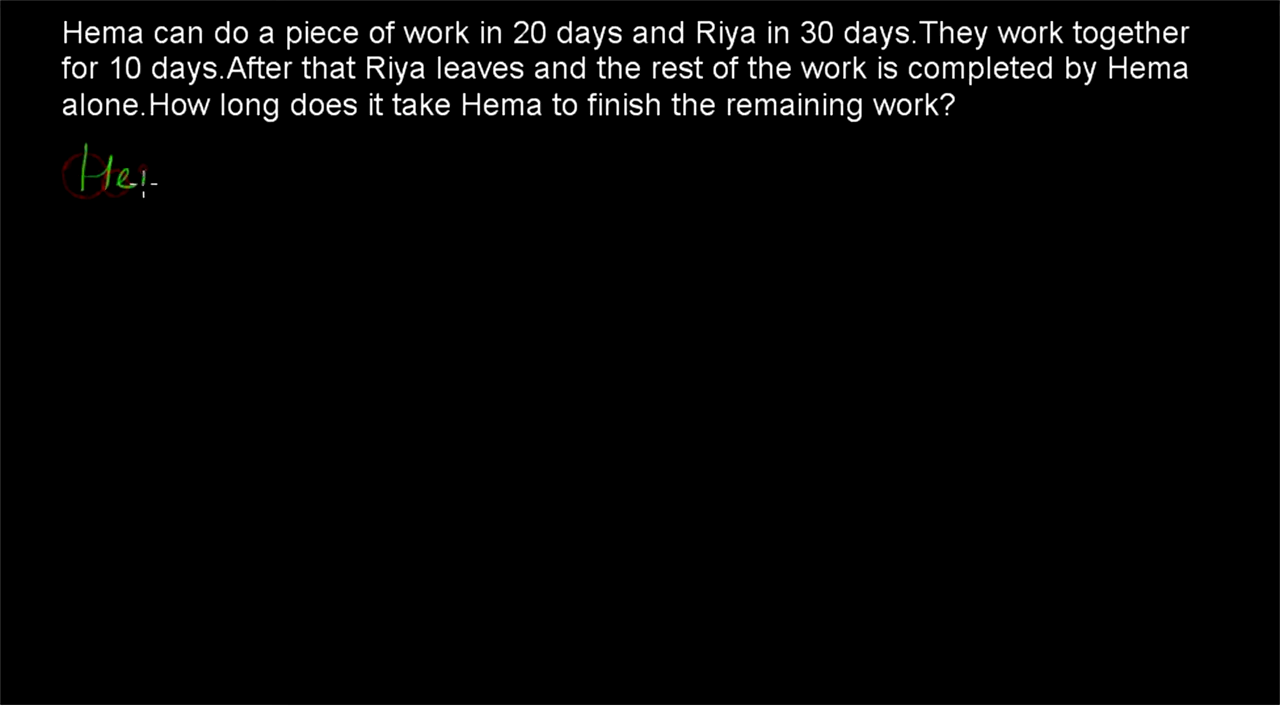 Hema can do a piece of work in 20 days and Riya in 30 days.They work together
for 10 days.After that Riya leaves and the rest of the work is completed by Hema
alone.How long does it take Hema to finish the remaining work?
He